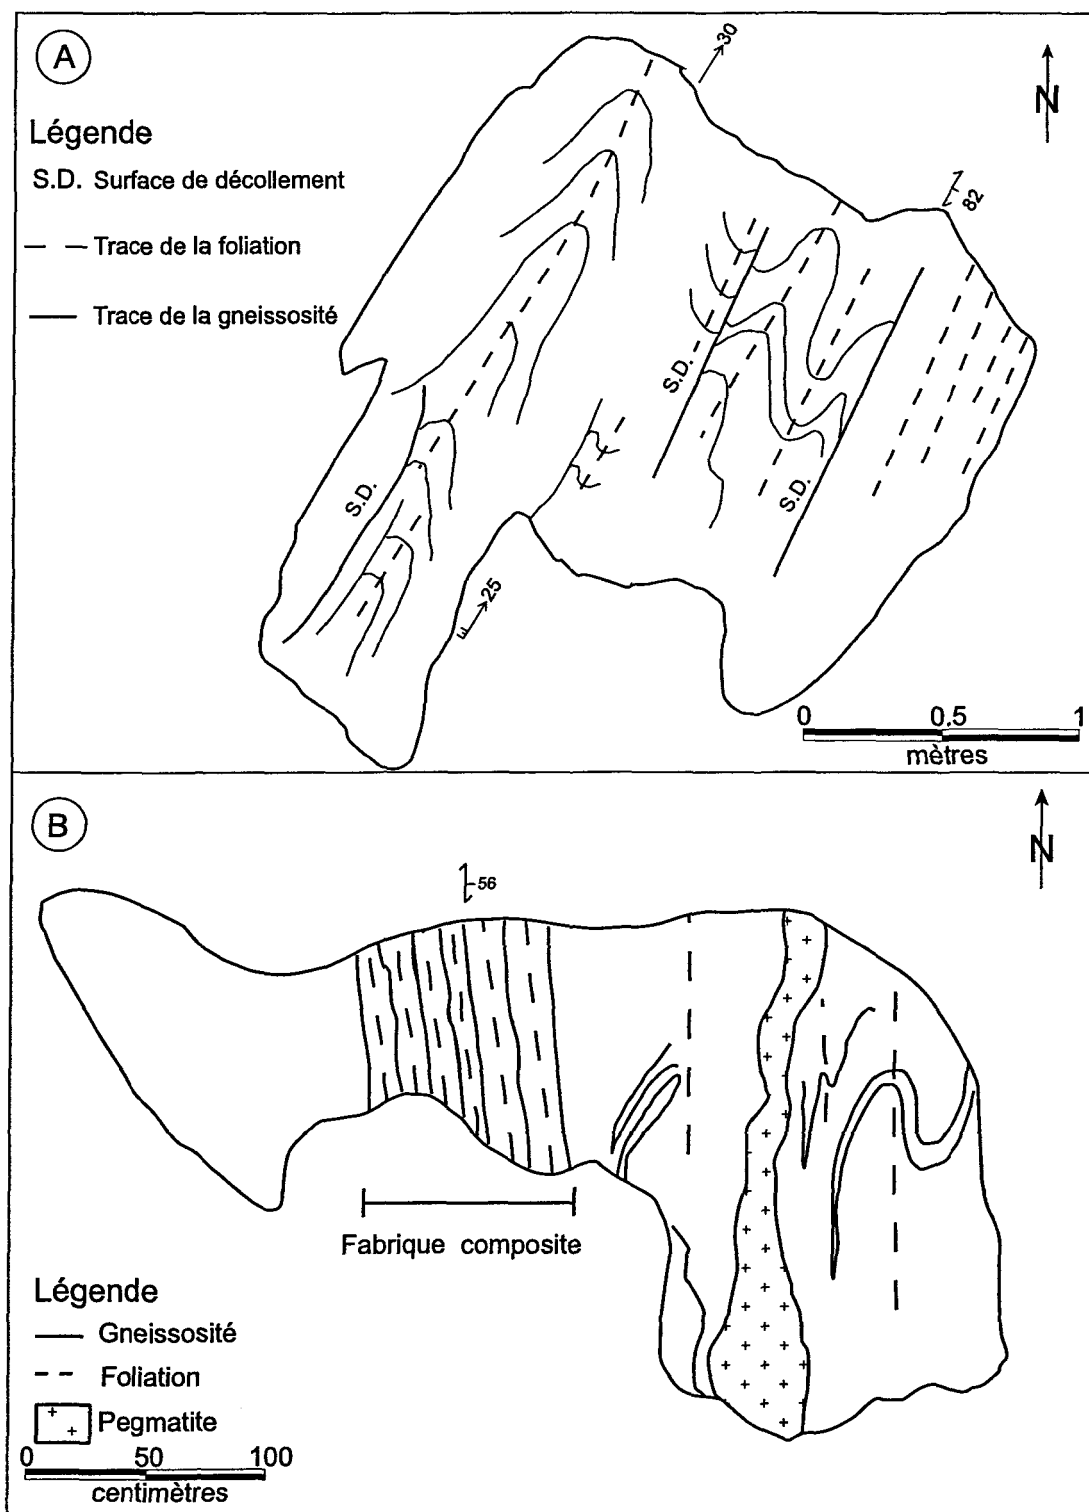 A
30
N
Légende
S.D. Surface de décollement
82
— — Trace de la foliation
— Trace de la gneissosité
S.D.
S.D.
S.D.
E 25
0 0.5 1
mètres
B
N
56
Fabrique composite
Légende
— Gneissosité
-- Foliation
+ + Pegmatite
0 50 100
centimètres